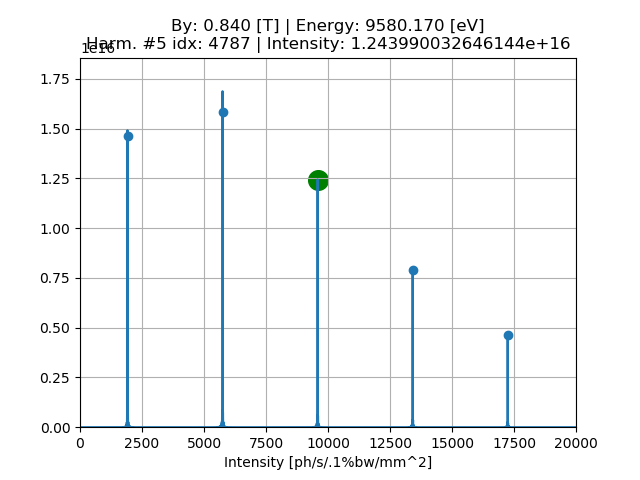 By: 0.840 [T] | Energy: 9580.170 [eV]
Harm. #5 idx: 4787 | Intensity: 1.243990032646144e+16
1e16
1.75
1.50
1.25
1.00
0.75
0.50
0.25
0.00
0 2500 5000 7500 10000 12500 15000 17500 20000
Intensity [ph/s/.1%bw/mm^2]